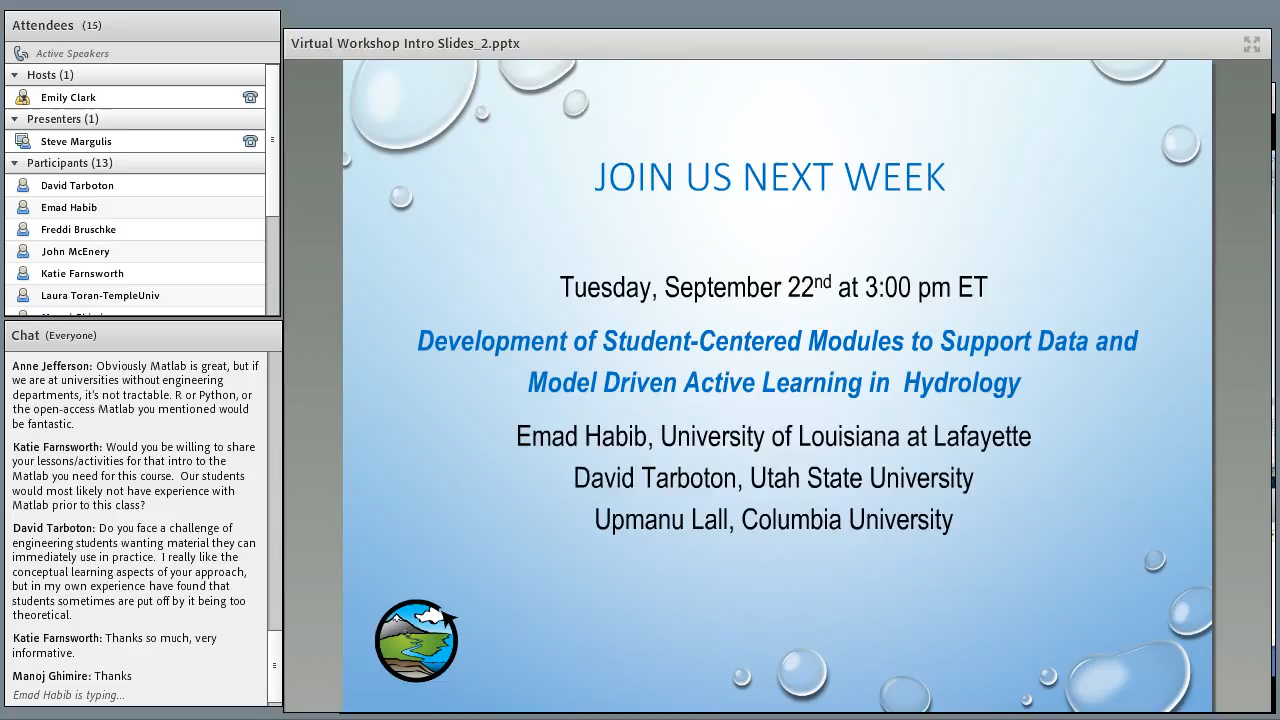 Attendees (15)
Active Speakers
Hosts (1)
Emily Clark
Presenters (1)
Steve Margulis
Participants (13)
David Tarboton
Emad Habib
Freddi Bruschke
John McEnery
Katie Farnsworth
Laura Toran-TempleUniv
Chat (Everyone)
Anne Jefferson: Obviously Matlab is great, but if
we are at universities without engineering
departments, it is not tractable. R or Python, or
the open-access Matlab you mentioned would
be fantastic.
Katie Farnsworth: Would you be willing to share
your lessons/activities for that intro to the
Matlab you need for this course. Our students
would most likely not have experience with
Matlab prior to this class?
David Tarboton: Do you face a challenge of
engineering students wanting material they can
immediately use in practice. I really like the
conceptual learning aspects of your approach,
but in my own experience have found that
students sometimes are put off by it being too
theoretical.
Katie Farnsworth: Thanks so much, very
informative.
Manoj Ghimire: Thanks
Emad Habib is typing...
Virtual Workshop Intro Slides_2.pptx
JOIN US NEXT WEEK
Tuesday, September 22nd at 3:00 pm ET
Development of Student-Centered Modules to Support Data and
Model Driven Active Learning in Hydrology
Emad Habib, University of Louisiana at Lafayette
David Tarboton, Utah State University
Upmanu Lall, Columbia University